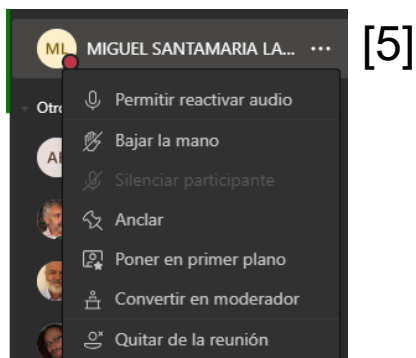 ML MIGUEL SANTAMARIA LA... ... [5]
Permitir reactivar audio
Otro
Bajar la mano
AE
Silenciar participante
Anclar
Poner en primer plano
Convertir en moderador
Quitar de la reunión